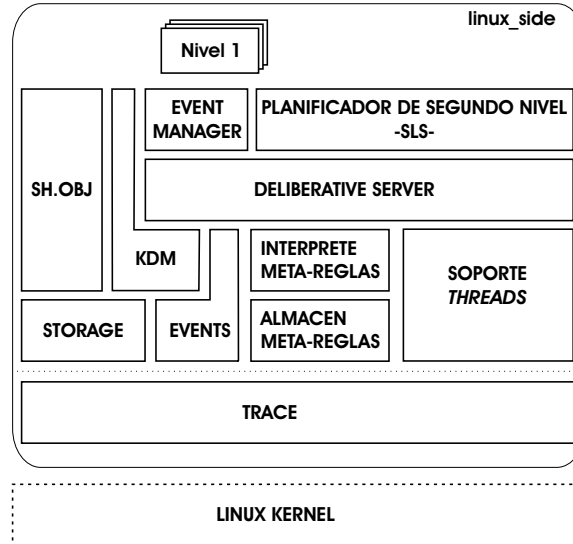 linux_side
Nivel 1
EVENT
MANAGER
PLANIFICADOR DE SEGUNDO NIVEL
-SLS-
SH.OBJ
DELIBERATIVE SERVER
KDM
INTERPRETE
META-REGLAS
SOPORTE
THREADS
STORAGE
EVENTS
ALMACEN
META-REGLAS
TRACE
LINUX KERNEL